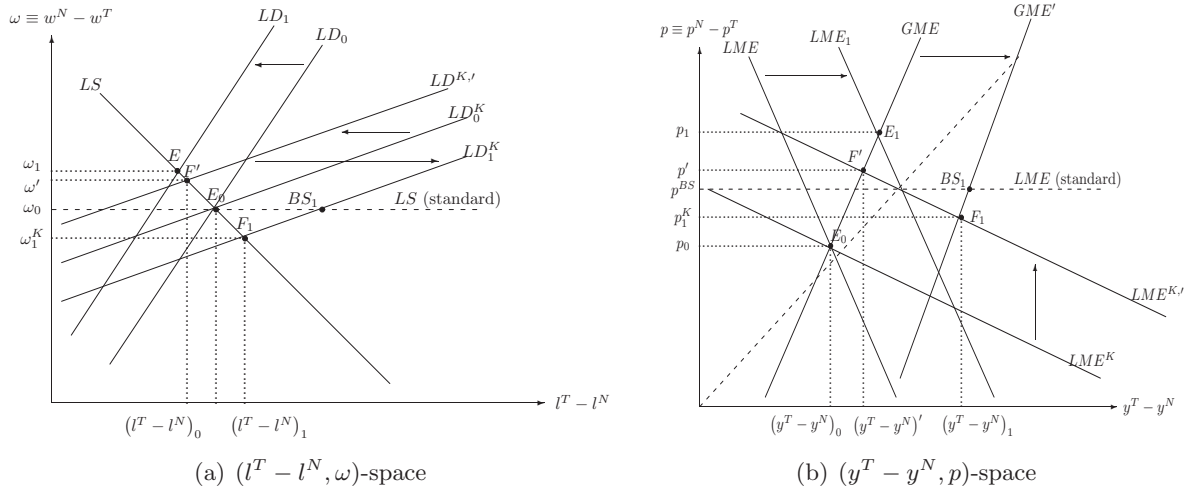 ω ≡ w^N − w^T
LD_1
LD_0
LS
LD^{K,′}
LD_0^K
LD_1^K
ω_1
E
F′
ω′
E_0
BS_1
LS (standard)
ω_0
F_1
ω_1^K
l^T − l^N
(l^T − l^N)_0
(l^T − l^N)_1
(a) (l^T − l^N, ω)-space
p ≡ p^N − p^T
LME
LME_1
GME
GME′
p_1
E_1
F′
p′
BS_1
LME (standard)
p^{BS}
p_1^K
F_1
E_0
p_0
LME^{K,′}
LME^K
y^T − y^N
(y^T − y^N)_0
(y^T − y^N)′
(y^T − y^N)_1
(b) (y^T − y^N, p)-space